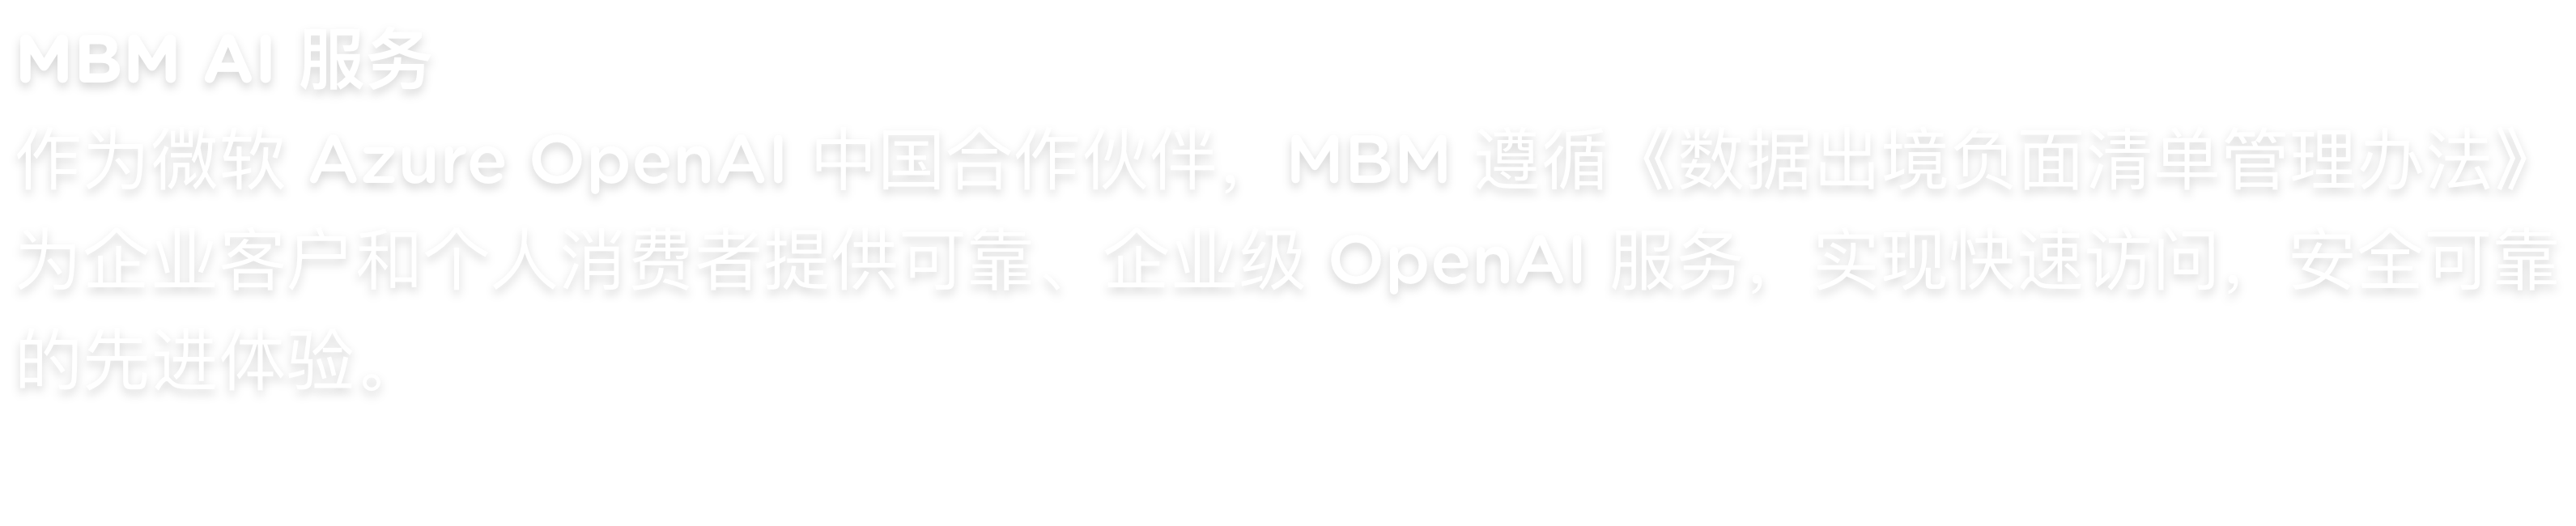 MBM AI 服务
作为微软 Azure OpenAI 中国合作伙伴，MBM 遵循《数据出境负面清单管理办法》
为企业客户和个人消费者提供可靠、企业级 OpenAI 服务，实现快速访问，安全可靠
的先进体验。